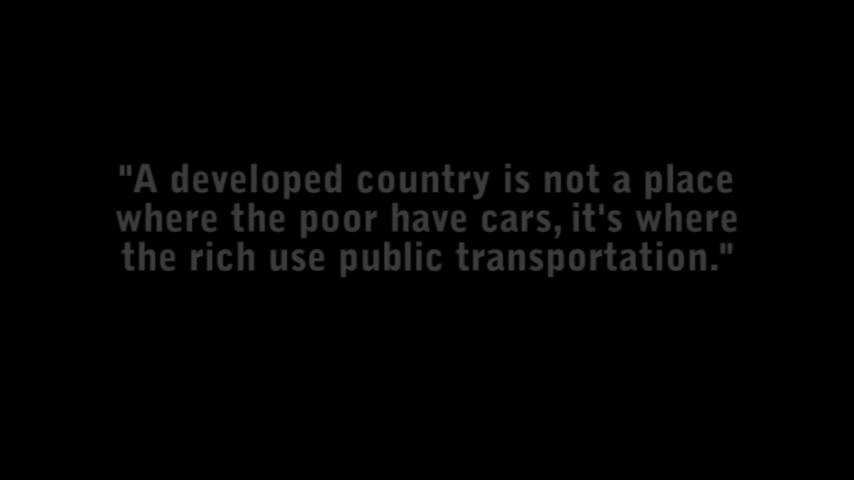 "A developed country is not a place
where the poor have cars, it's where
the rich use public transportation."